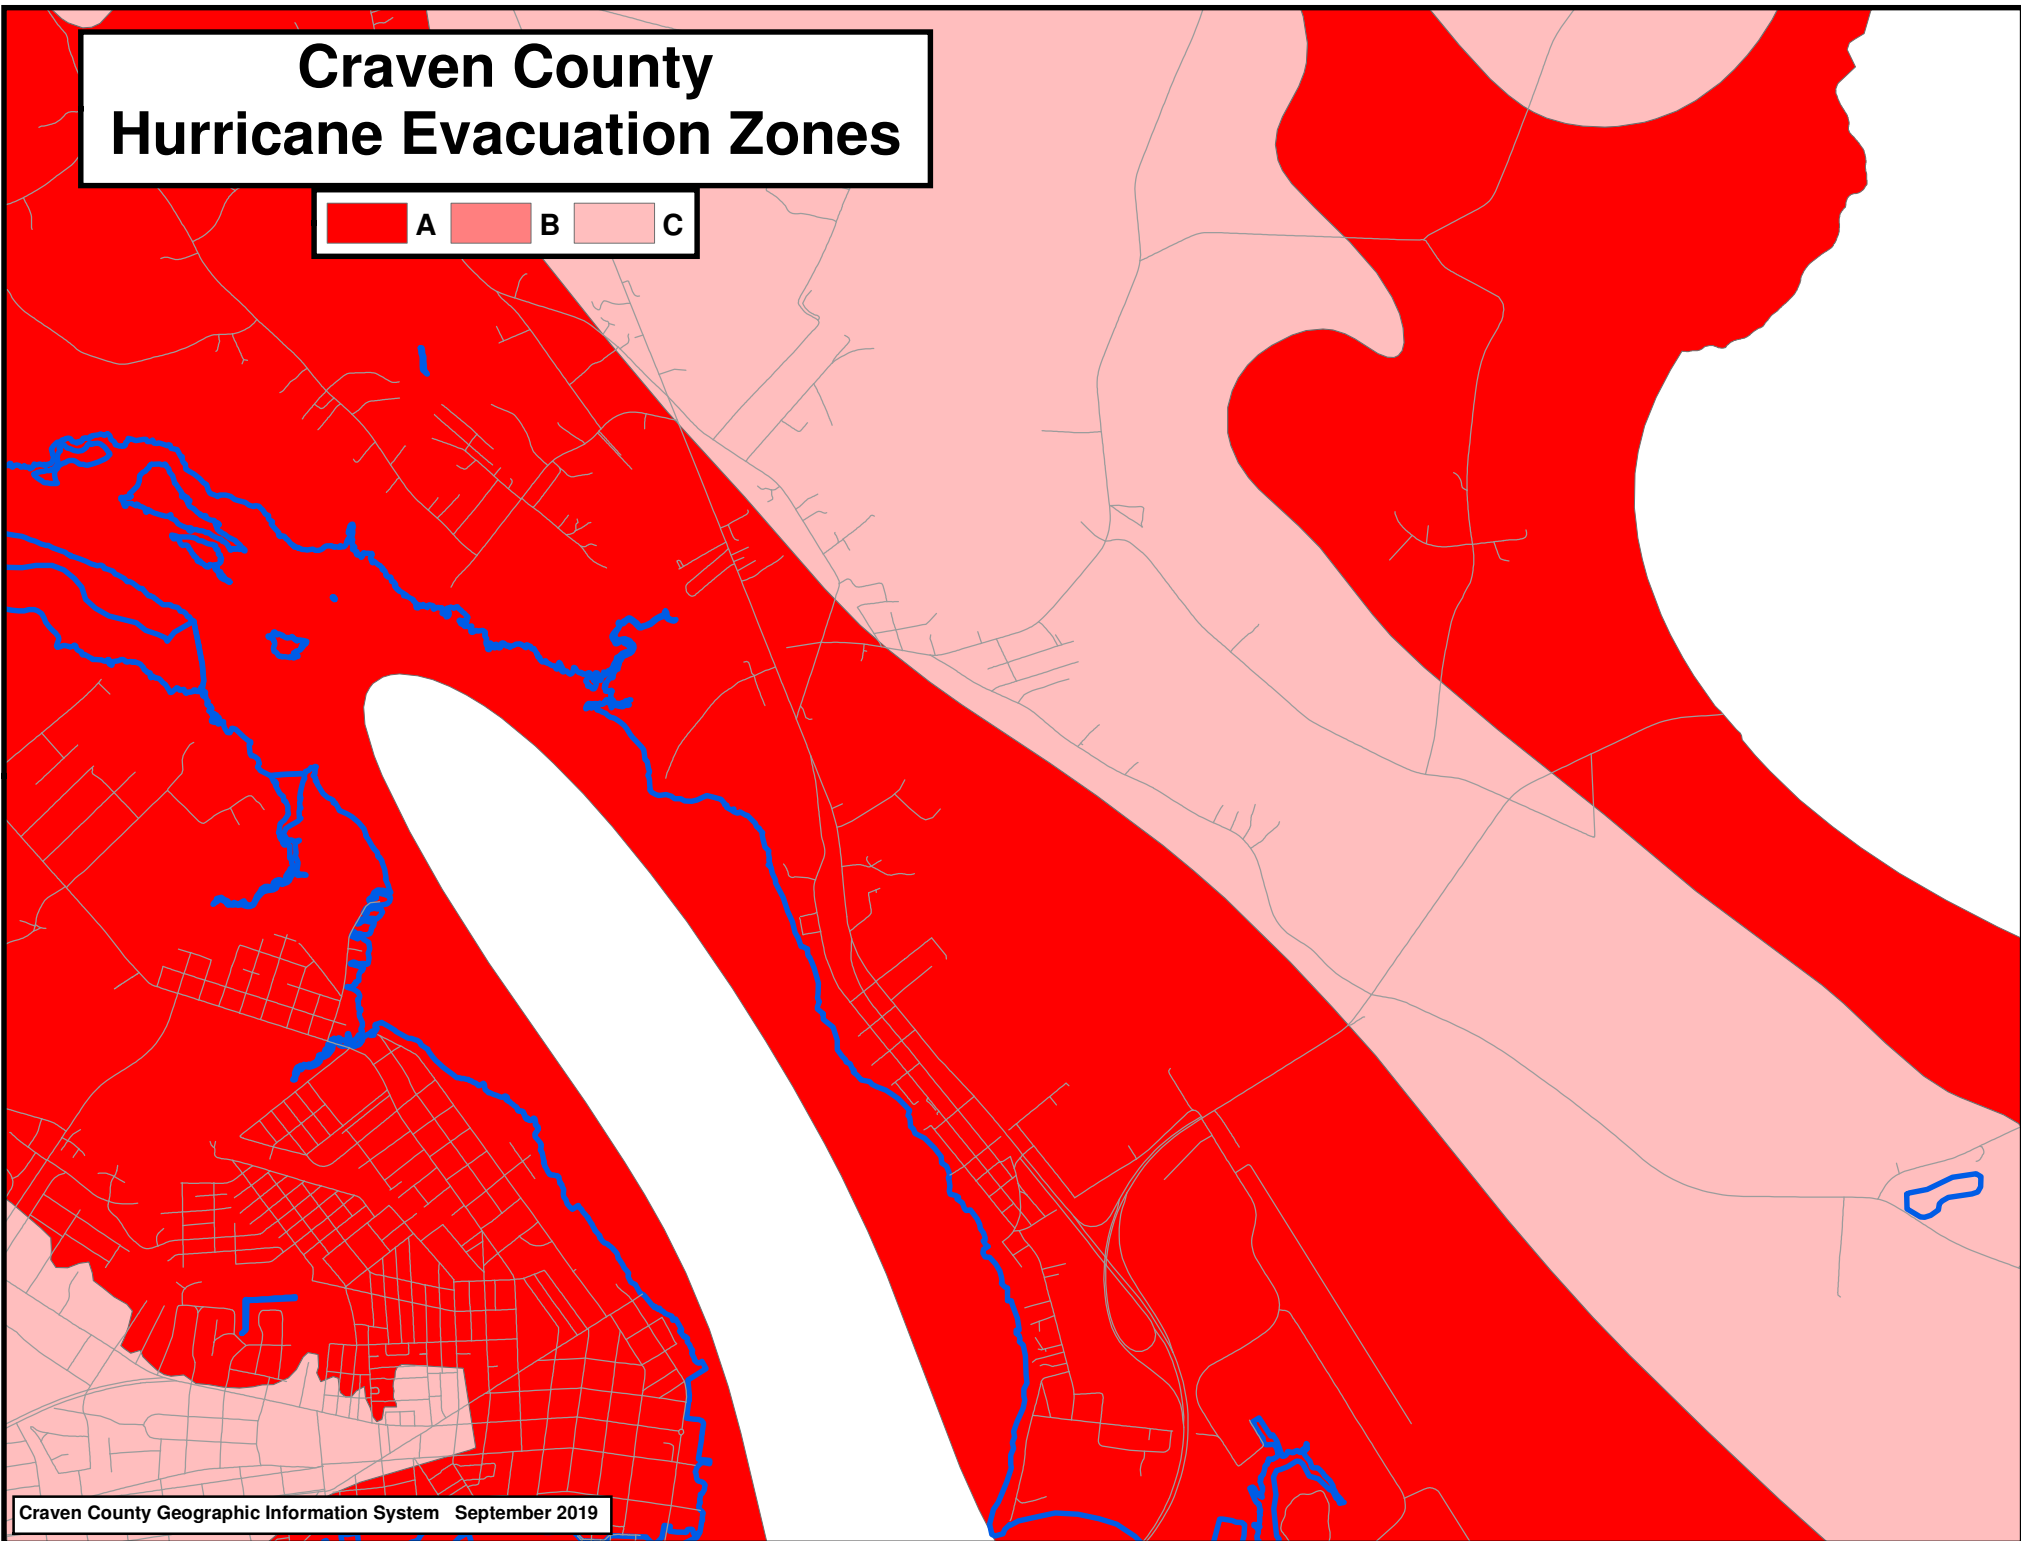 Craven County
Hurricane Evacuation Zones
A B C
Craven County Geographic Information System September 2019